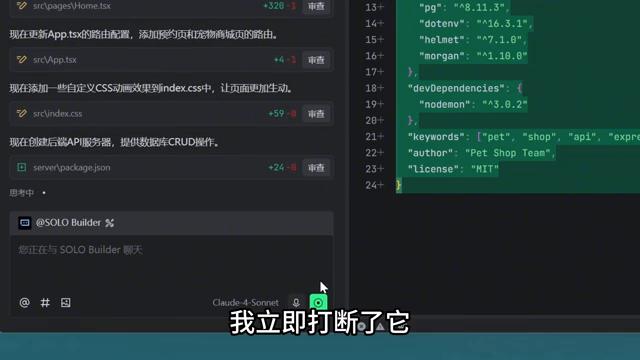 src\pages\Home.tsx +320 -1 审查
现在更新App.tsx的路由配置，添加预约页和宠物商城页的路由。
src\App.tsx +4 -1 审查
现在添加一些自定义CSS动画效果到index.css中，让页面更加生动。
src\index.css +59 -0 审查
现在创建后端API服务器，提供数据库CRUD操作。
server\package.json +24 -0 审查
思考中
@SOLO Builder
您正在与 SOLO Builder 聊天
Claude-4-Sonnet
13+ "pg": "^8.11.3",
14+ "dotenv": "^16.3.1",
15+ "helmet": "^7.1.0",
16+ "morgan": "^1.10.0"
17+ },
18+ "devDependencies": {
19+ "nodemon": "^3.0.2"
20+ },
21+ "keywords": ["pet", "shop", "api", "expre
22+ "author": "Pet Shop Team",
23+ "license": "MIT"
24+ }
我立即打断了它